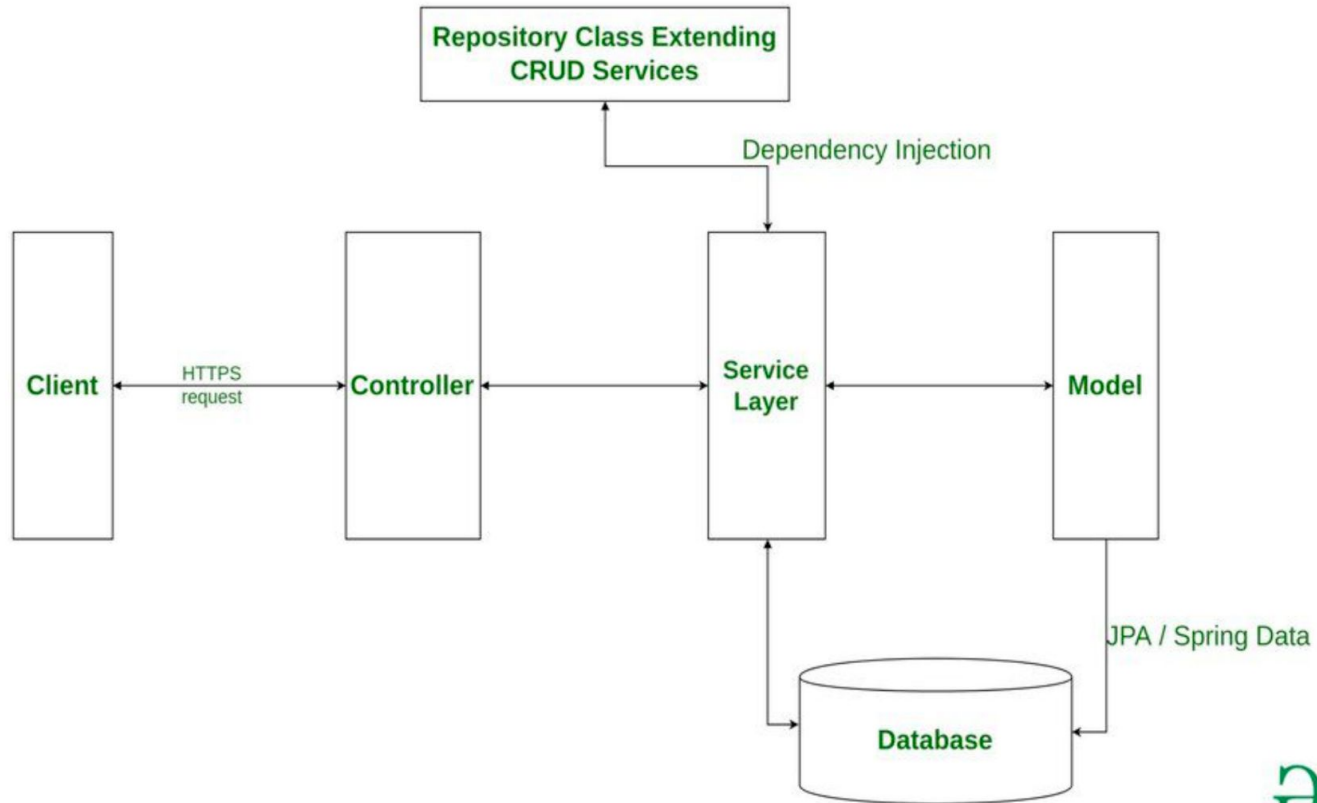 Repository Class Extending
CRUD Services
Dependency Injection
Client
HTTPS
request
Controller
Service
Layer
Model
JPA / Spring Data
Database